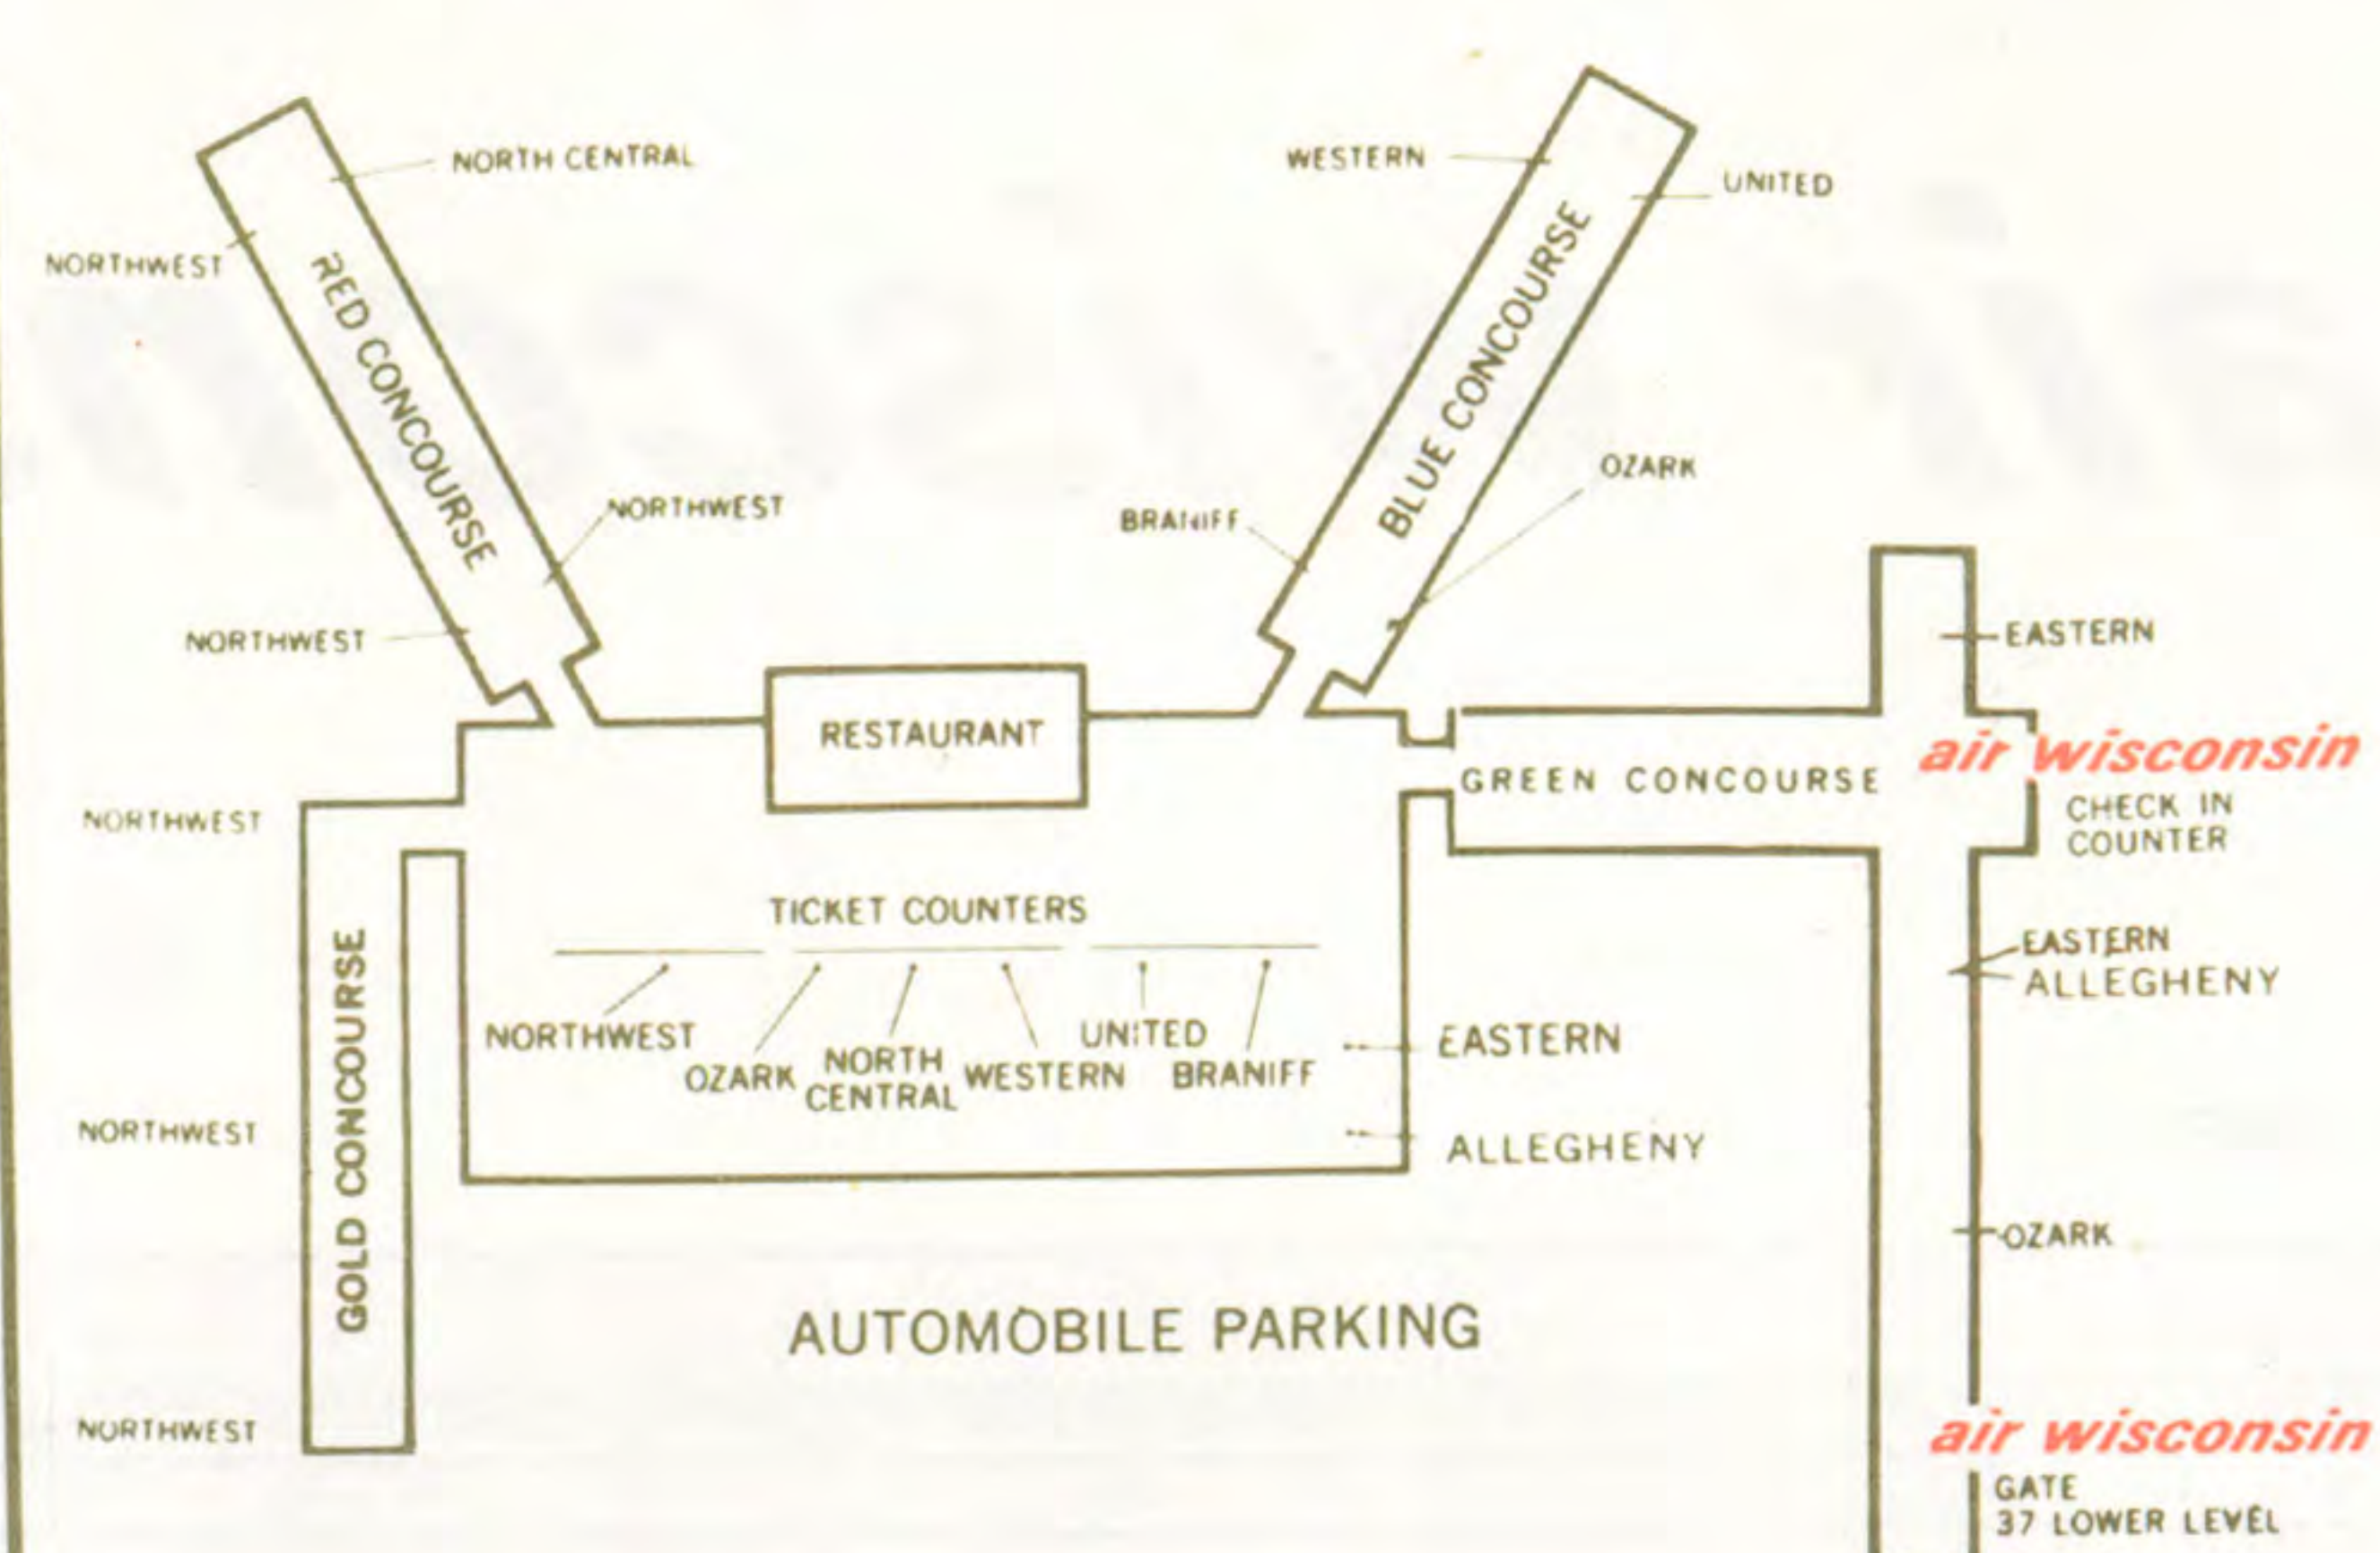 NORTH CENTRAL
WESTERN
UNITED
NORTHWEST
RED CONCOURSE
BLUE CONCOURSE
OZARK
NORTHWEST
BRANIFF
NORTHWEST
EASTERN
RESTAURANT
air wisconsin
GREEN CONCOURSE
CHECK IN
COUNTER
NORTHWEST
TICKET COUNTERS
EASTERN
ALLEGHENY
GOLD CONCOURSE
NORTHWEST
OZARK
NORTH
CENTRAL
WESTERN
UNITED
BRANIFF
EASTERN
NORTHWEST
ALLEGHENY
OZARK
AUTOMOBILE PARKING
NORTHWEST
air wisconsin
GATE
37 LOWER LEVEL